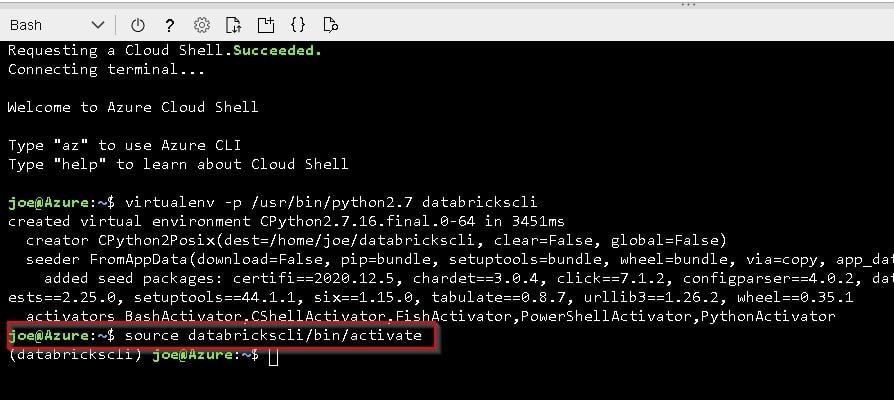 Bash
Requesting a Cloud Shell.Succeeded.
Connecting terminal...
Welcome to Azure Cloud Shell
Type "az" to use Azure CLI
Type "help" to learn about Cloud Shell
joe@Azure:~$ virtualenv -p /usr/bin/python2.7 databrickscli
created virtual environment CPython2.7.16.final.0-64 in 3451ms
creator CPython2Posix(dest=/home/joe/databrickscli, clear=False, global=False)
seeder FromAppData(download=False, pip=bundle, setuptools=bundle, wheel=bundle, via=copy, app_dat
added seed packages: certifi==2020.12.5, chardet==3.0.4, click==7.1.2, configparser==4.0.2, dat
ests==2.25.0, setuptools==44.1.1, six==1.15.0, tabulate==0.8.7, urllib3==1.26.2, wheel==0.35.1
activators BashActivator,CShellActivator,FishActivator,PowerShellActivator,PythonActivator
joe@Azure:~$ source databrickscli/bin/activate
(databrickscli) joe@Azure:~$